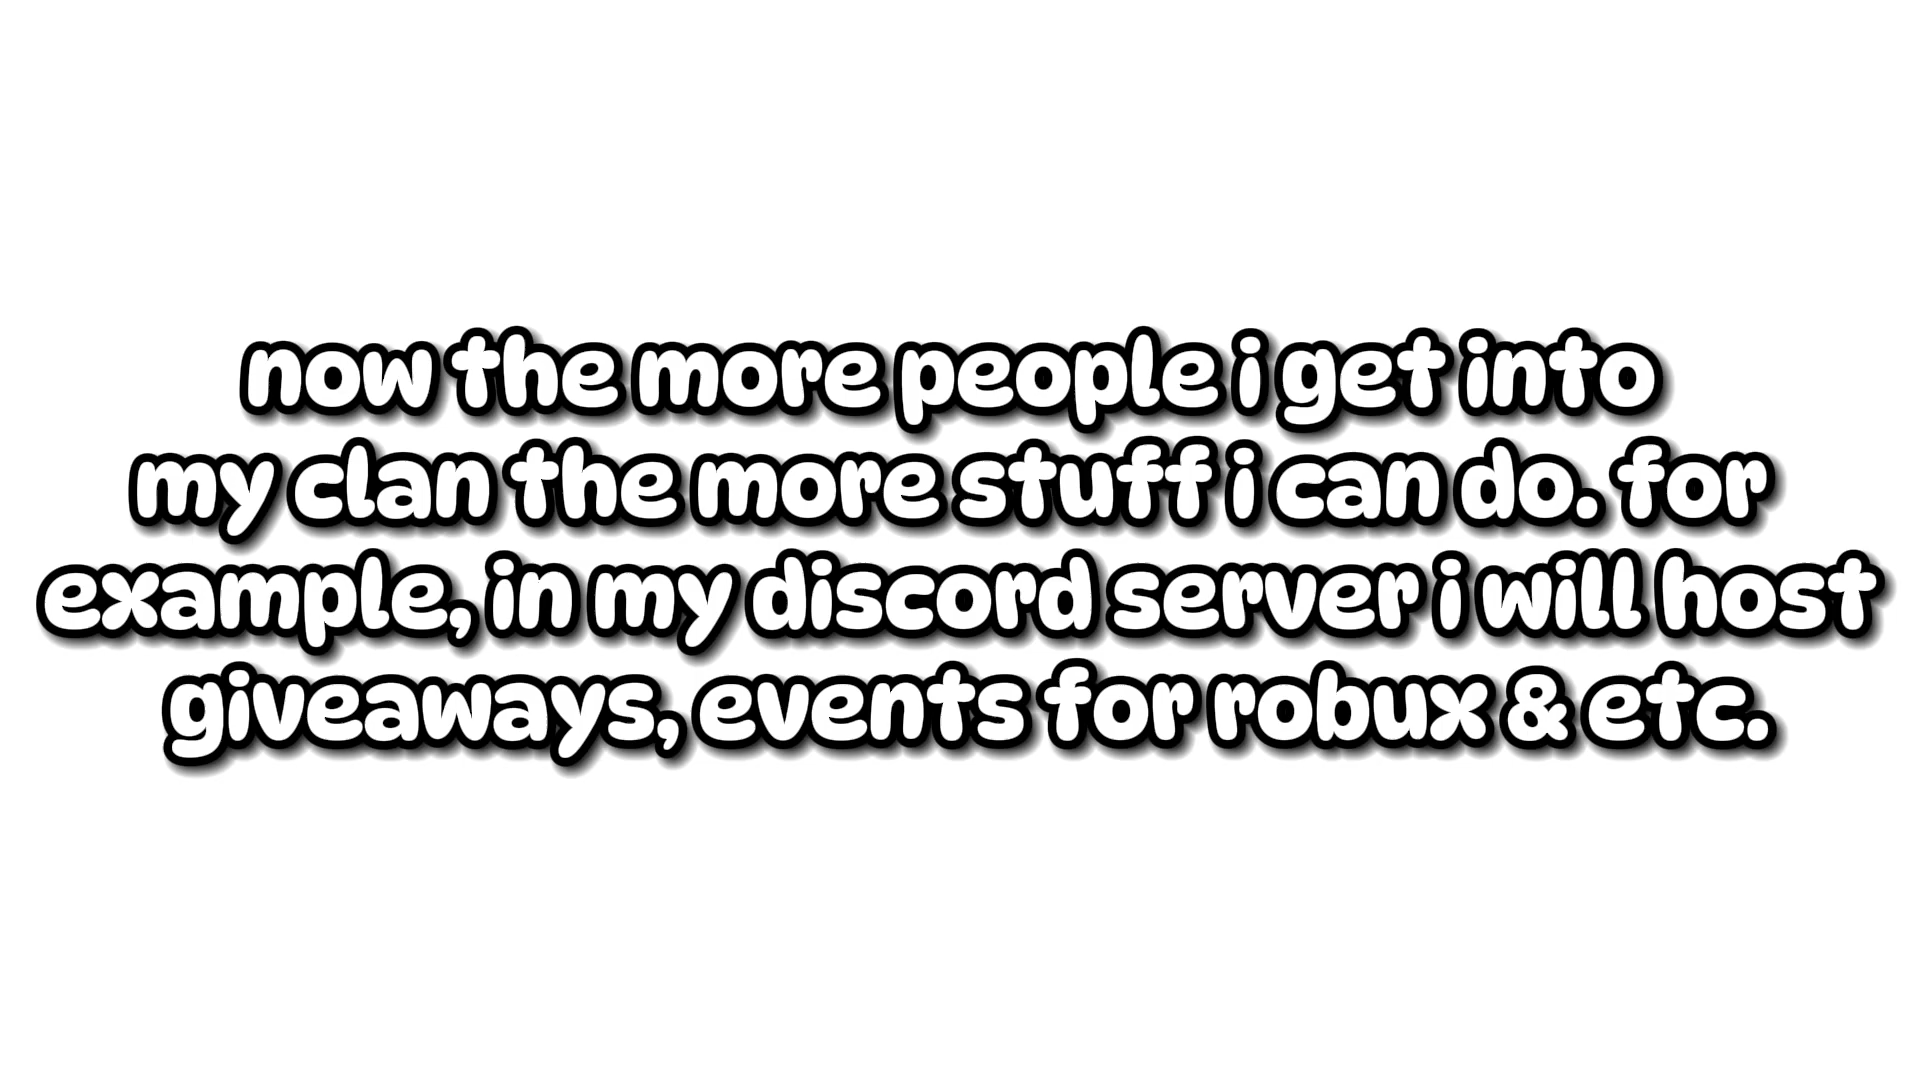 now the more people i get into
my clan the more stuff i can do. for
example, in my discord server i will host
giveaways, events for robux & etc.